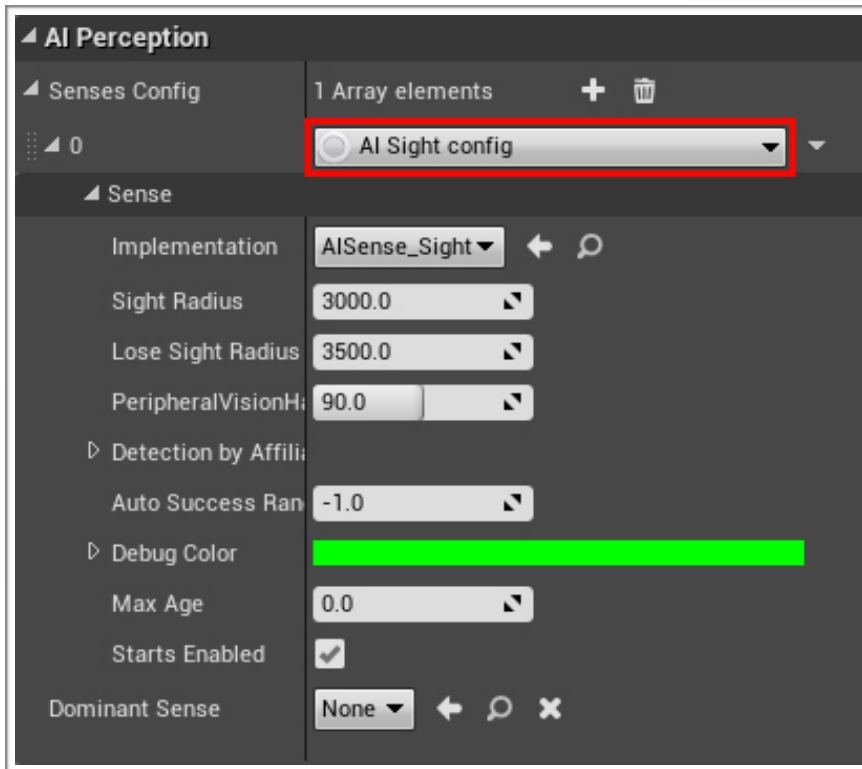 AI Perception
Senses Config 1 Array elements
0 AI Sight config
Sense
Implementation AISense_Sight
Sight Radius 3000.0
Lose Sight Radius 3500.0
PeripheralVisionHa 90.0
Detection by Affilia
Auto Success Ran -1.0
Debug Color
Max Age 0.0
Starts Enabled
Dominant Sense None